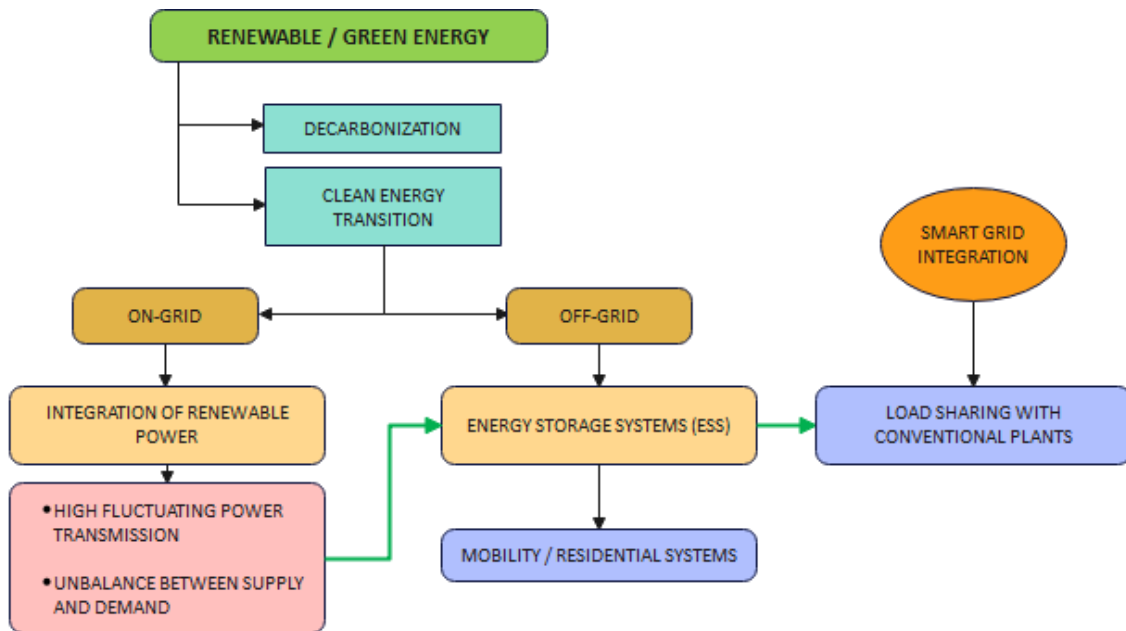 RENEWABLE / GREEN ENERGY
DECARBONIZATION
CLEAN ENERGY
TRANSITION
SMART GRID
INTEGRATION
ON-GRID
OFF-GRID
INTEGRATION OF RENEWABLE
POWER
ENERGY STORAGE SYSTEMS (ESS)
LOAD SHARING WITH
CONVENTIONAL PLANTS
• HIGH FLUCTUATING POWER
TRANSMISSION
• UNBALANCE BETWEEN SUPPLY
AND DEMAND
MOBILITY / RESIDENTIAL SYSTEMS